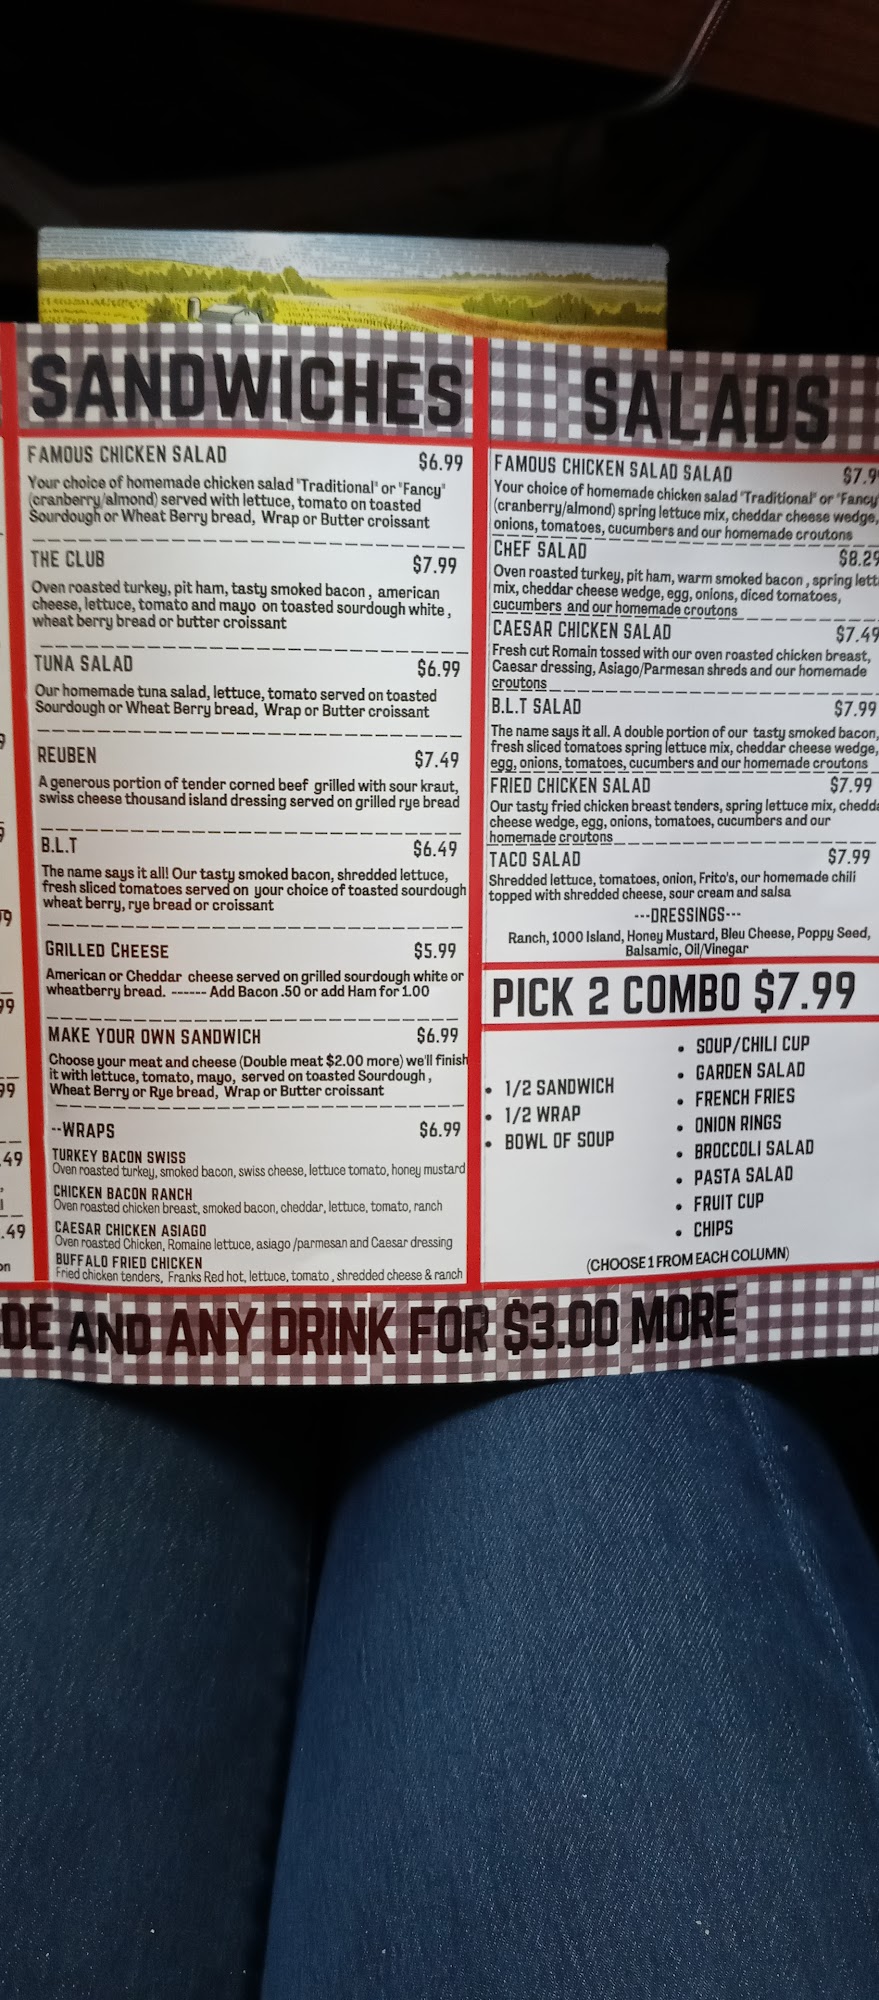 SANDWICHES
FAMOUS CHICKEN SALAD $6.99
Your choice of homemade chicken salad "Traditional" or "Fancy"
(cranberry/almond) served with lettuce, tomato on toasted
Sourdough or Wheat Berry bread, Wrap or Butter croissant
THE CLUB $7.99
Oven roasted turkey, pit ham, tasty smoked bacon, american
cheese, lettuce, tomato and mayo on toasted sourdough white,
wheat berry bread or butter croissant
TUNA SALAD $6.99
Our homemade tuna salad, lettuce, tomato served on toasted
Sourdough or Wheat Berry bread, Wrap or Butter croissant
REUBEN $7.49
A generous portion of tender corned beef grilled with sour kraut,
swiss cheese thousand island dressing served on grilled rye bread
B.L.T $6.49
The name says it all! Our tasty smoked bacon, shredded lettuce,
fresh sliced tomatoes served on your choice of toasted sourdough
wheat berry, rye bread or croissant
GRILLED CHEESE $5.99
American or Cheddar cheese served on grilled sourdough white or
wheatberry bread. ------ Add Bacon .50 or add Ham for 1.00
MAKE YOUR OWN SANDWICH $6.99
Choose your meat and cheese (Double meat $2.00 more) we'll finish
it with lettuce, tomato, mayo, served on toasted Sourdough,
Wheat Berry or Rye bread, Wrap or Butter croissant
--WRAPS $6.99
TURKEY BACON SWISS
Oven roasted turkey, smoked bacon, swiss cheese, lettuce tomato, honey mustard
CHICKEN BACON RANCH
Oven roasted chicken breast, smoked bacon, cheddar, lettuce, tomato, ranch
CAESAR CHICKEN ASIAGO
Oven roasted Chicken, Romaine lettuce, asiago /parmesan and Caesar dressing
BUFFALO FRIED CHICKEN
Fried chicken tenders, Franks Red hot, lettuce, tomato, shredded cheese & ranch
SALADS
FAMOUS CHICKEN SALAD SALAD $7.9
Your choice of homemade chicken salad "Traditional" or "Fancy"
(cranberry/almond) spring lettuce mix, cheddar cheese wedge,
onions, tomatoes, cucumbers and our homemade croutons
CHEF SALAD $8.29
Oven roasted turkey, pit ham, warm smoked bacon, spring lett
mix, cheddar cheese wedge, egg, onions, diced tomatoes,
cucumbers and our homemade croutons
CAESAR CHICKEN SALAD $7.49
Fresh cut Romain tossed with our oven roasted chicken breast,
Caesar dressing, Asiago/Parmesan shreds and our homemade
croutons
B.L.T SALAD $7.99
The name says it all. A double portion of our tasty smoked bacon,
fresh sliced tomatoes spring lettuce mix, cheddar cheese wedge,
egg, onions, tomatoes, cucumbers and our homemade croutons
FRIED CHICKEN SALAD $7.99
Our tasty fried chicken breast tenders, spring lettuce mix, chedda
cheese wedge, egg, onions, tomatoes, cucumbers and our
homemade croutons
TACO SALAD $7.99
Shredded lettuce, tomatoes, onion, Frito's, our homemade chili
topped with shredded cheese, sour cream and salsa
---DRESSINGS---
Ranch, 1000 Island, Honey Mustard, Bleu Cheese, Poppy Seed,
Balsamic, Oil/Vinegar
PICK 2 COMBO $7.99
• 1/2 SANDWICH
• 1/2 WRAP
• BOWL OF SOUP
• SOUP/CHILI CUP
• GARDEN SALAD
• FRENCH FRIES
• ONION RINGS
• BROCCOLI SALAD
• PASTA SALAD
• FRUIT CUP
• CHIPS
(CHOOSE 1 FROM EACH COLUMN)
DE AND ANY DRINK FOR $3.00 MORE